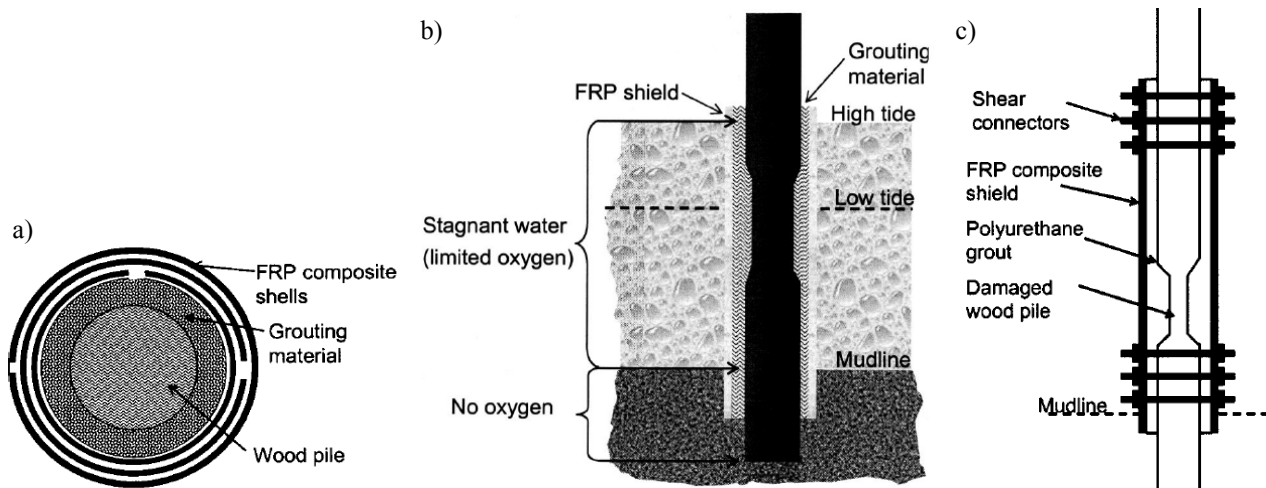 a)
FRP composite
shells
Grouting
material
Wood pile
b)
FRP shield
Grouting
material
High tide
Low tide
Stagnant water
(limited oxygen)
Mudline
No oxygen
c)
Shear
connectors
FRP composite
shield
Polyurethane
grout
Damaged
wood pile
Mudline